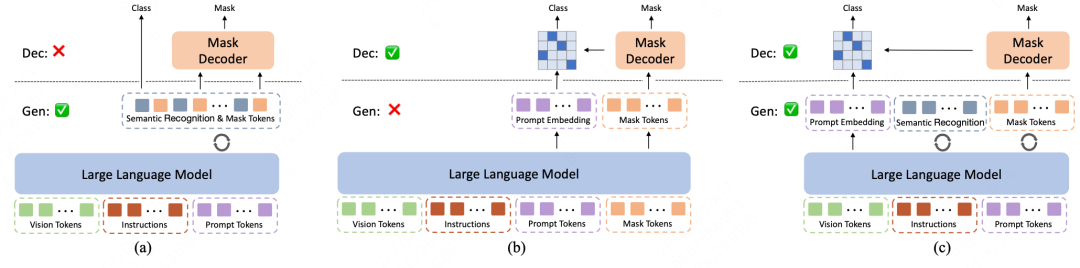 Class
Mask
Dec:
Mask
Decoder
Gen:
Semantic Recognition & Mask Tokens
Large Language Model
Vision Tokens
Instructions
Prompt Tokens
(a)
Class
Mask
Dec:
Mask
Decoder
Gen:
Prompt Embedding
Mask Tokens
Large Language Model
Vision Tokens
Instructions
Prompt Tokens
Mask Tokens
(b)
Class
Mask
Dec:
Mask
Decoder
Gen:
Prompt Embedding
Semantic Recognition
Mask Tokens
Large Language Model
Vision Tokens
Instructions
Prompt Tokens
(c)